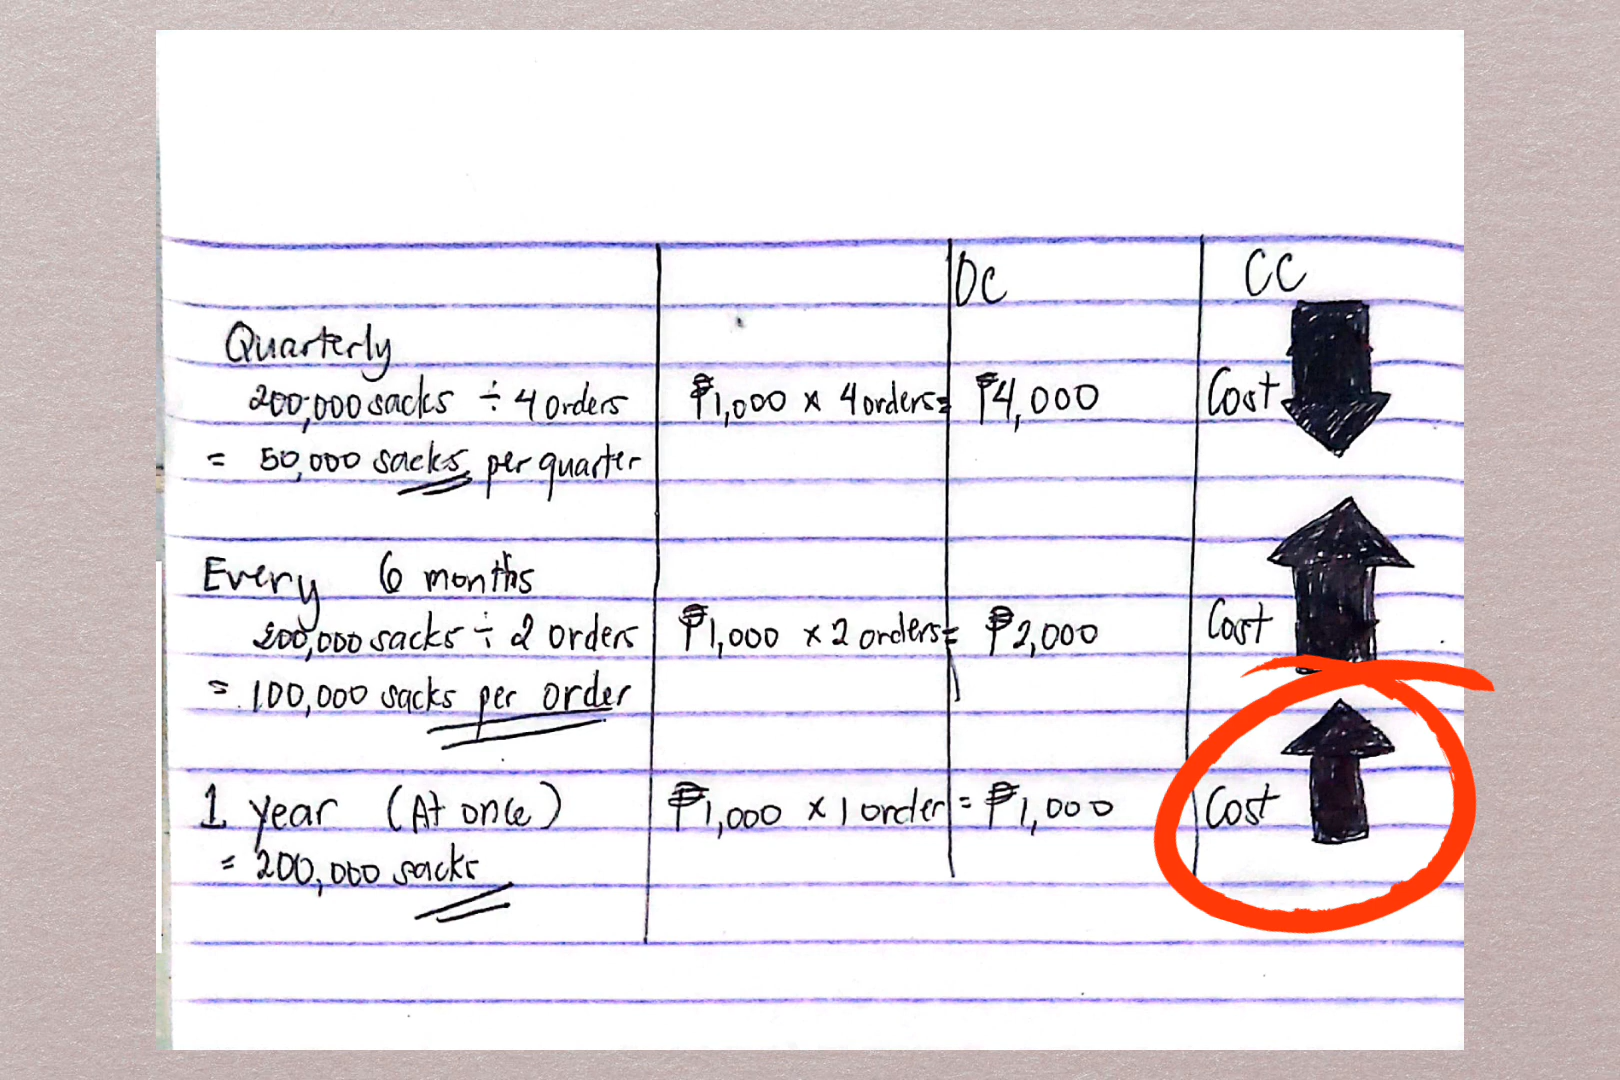 OC CC
Quarterly
200,000 sacks ÷ 4 orders ₱1,000 x 4 orders = ₱4,000 Cost
= 50,000 sacks per quarter
Every 6 months
200,000 sacks ÷ 2 orders ₱1,000 x 2 orders = ₱2,000 Cost
= 100,000 sacks per order
1 year (At once) ₱1,000 x 1 order = ₱1,000 Cost
= 200,000 sacks